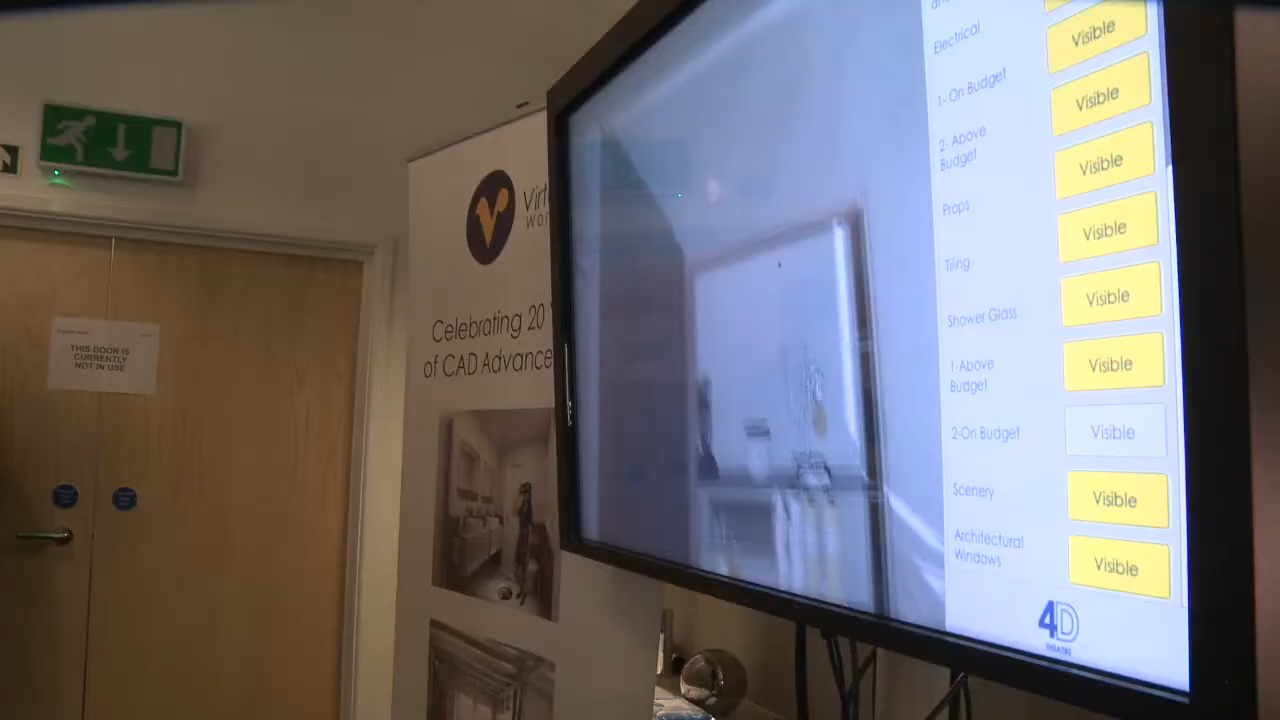 THIS DOOR IS
CURRENTLY
NOT IN USE
Celebrating 20
of CAD Advance
Electrical
Visible
1- On Budget
Visible
2- Above
Budget
Visible
Props
Visible
Tiling
Visible
Shower Glass
Visible
1-Above
Budget
Visible
2-On Budget
Visible
Scenery
Visible
Architectural
Windows
Visible
4D
THEATRE